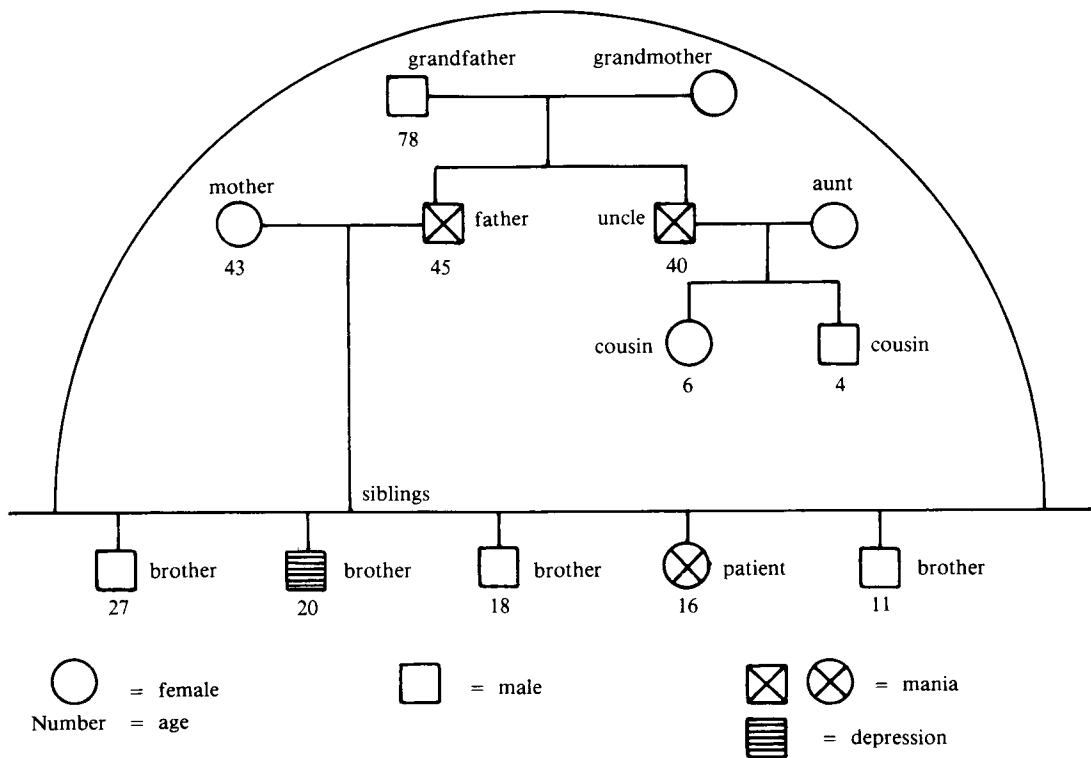 grandfather
grandmother
78
mother
aunt
father
uncle
43
45
40
cousin
cousin
6
4
siblings
brother
brother
brother
patient
brother
27
20
18
16
11
= female
= male
= mania
Number = age
= depression